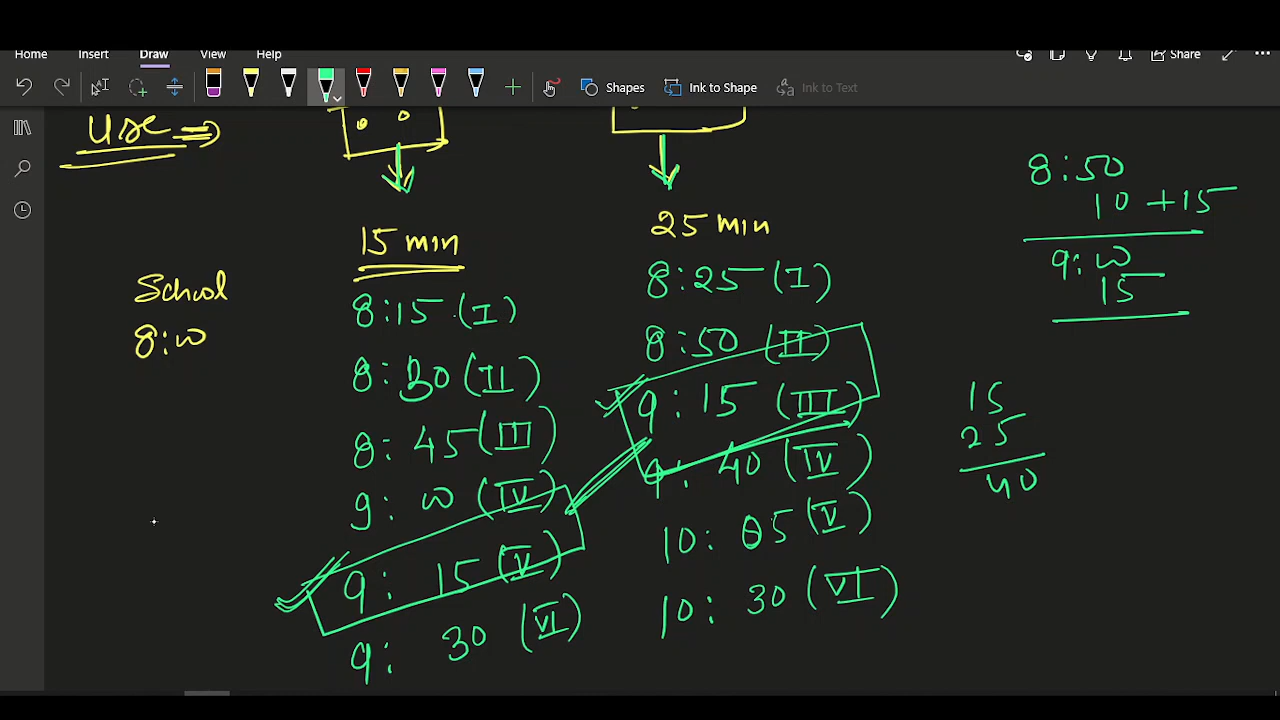 Home Insert Draw View Help Share
Shapes Ink to Shape Ink to Text
Use ⇒
15 min
8:15 (I)
8:30 (II)
8:45 (III)
9:00 (IV)
9:15 (V)
9:30 (VI)
25 min
8:25 (I)
8:50 (II)
9:15 (III)
9:40 (IV)
10:05 (V)
10:30 (VI)
School
8:00
8:50
10 +15
9:00
15
15
25
40